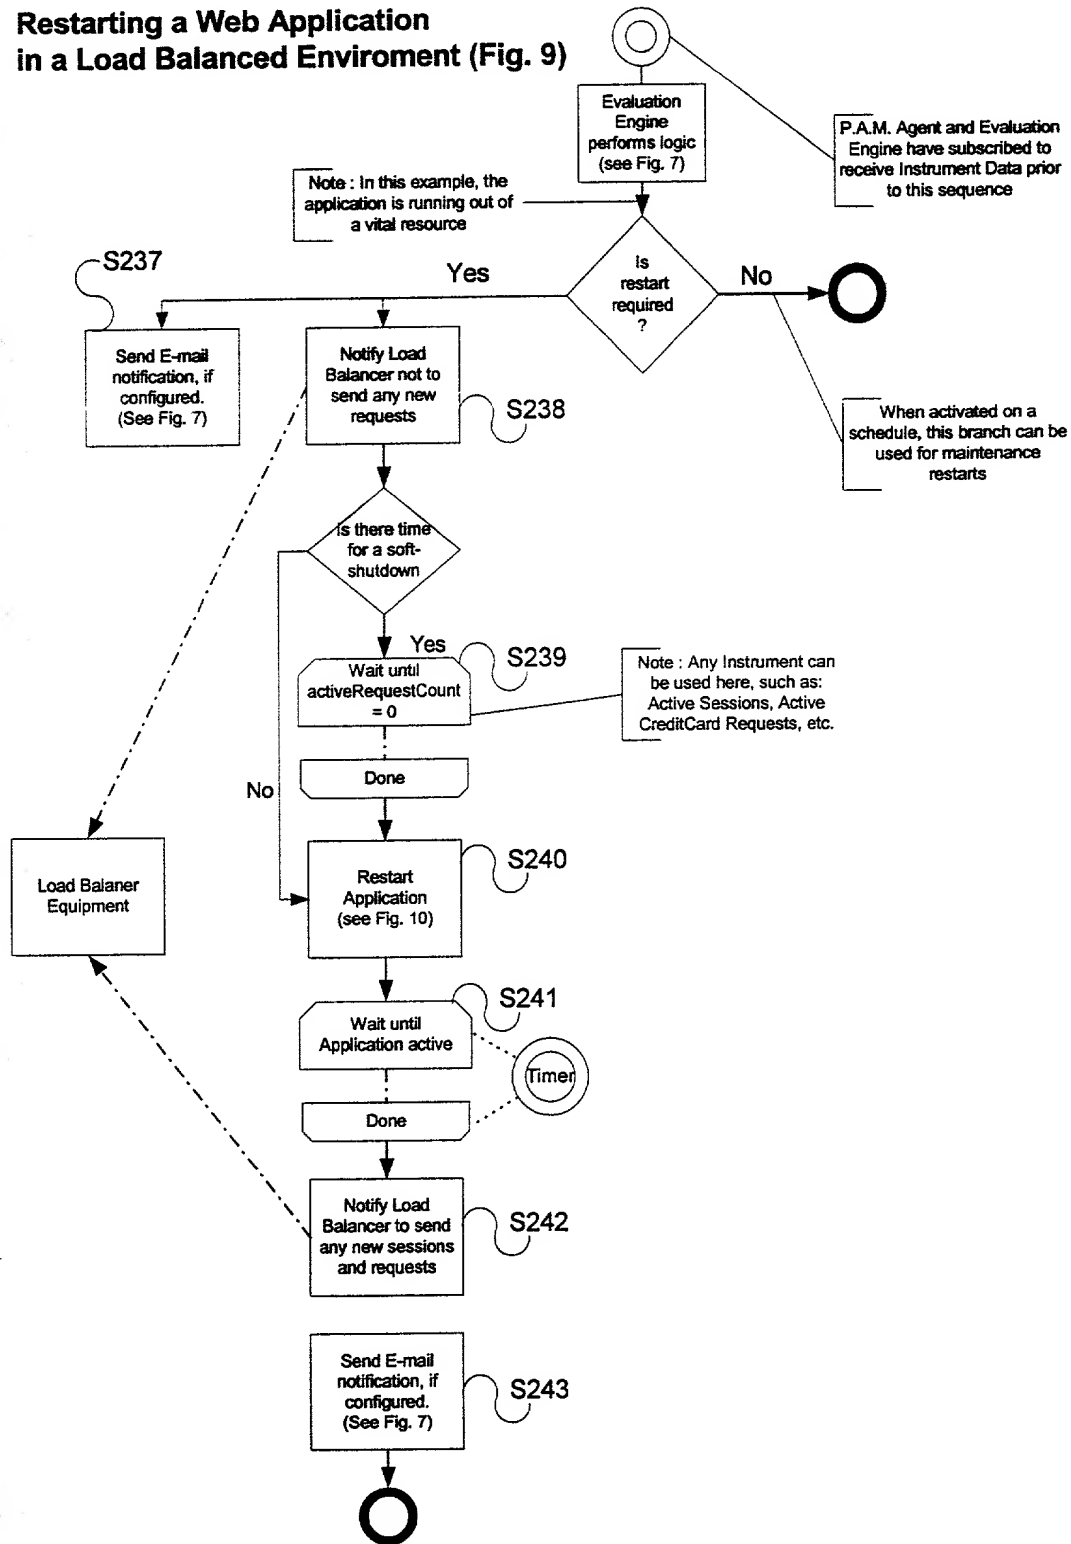 Restarting a Web Application
in a Load Balanced Enviroment (Fig. 9)
Evaluation
Engine
performs logic
(see Fig. 7)
P.A.M. Agent and Evaluation
Engine have subscribed to
receive Instrument Data prior
to this sequence
Note : In this example, the
application is running out of
a vital resource
S237
Yes
Is
restart
required
?
No
Send E-mail
notification, if
configured.
(See Fig. 7)
Notify Load
Balancer not to
send any new
requests
S238
When activated on a
schedule, this branch can be
used for maintenance
restarts
Is there time
for a soft-
shutdown
Yes
S239
Wait until
activeRequestCount
= 0
Note : Any Instrument can
be used here, such as:
Active Sessions, Active
CreditCard Requests, etc.
Done
No
Load Balaner
Equipment
Restart
Application
(see Fig. 10)
S240
S241
Wait until
Application active
Timer
Done
Notify Load
Balancer to send
any new sessions
and requests
S242
Send E-mail
notification, if
configured.
(See Fig. 7)
S243